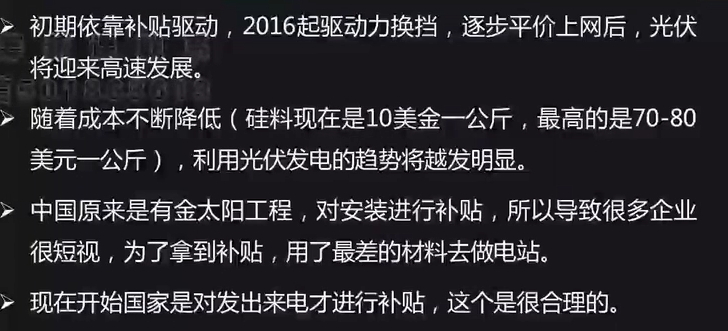 ➢ 初期依靠补贴驱动，2016起驱动力换挡，逐步平价上网后，光伏
将迎来高速发展。
➢ 随着成本不断降低（硅料现在是10美金一公斤，最高的是70-80
美元一公斤），利用光伏发电的趋势将越发明显。
➢ 中国原来是有金太阳工程，对安装进行补贴，所以导致很多企业
很短视，为了拿到补贴，用了最差的材料去做电站。
➢ 现在开始国家是对发出来电才进行补贴，这个是很合理的。